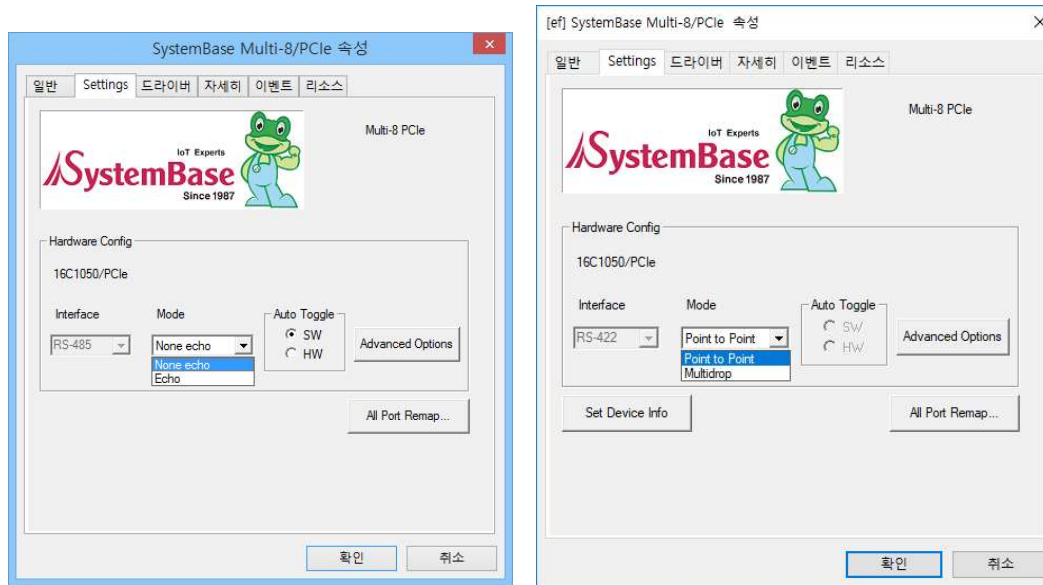 SystemBase Multi-8/PCIe 속성
일반 Settings 드라이버 자세히 이벤트 리소스
IoT Experts
SystemBase
Since 1987
Multi-8 PCIe
Hardware Config
16C1050/PCIe
Interface Mode Auto Toggle
RS-485 None echo SW
HW
Advanced Options
None echo
Echo
All Port Remap...
확인 취소
[ef] SystemBase Multi-8/PCIe 속성
일반 Settings 드라이버 자세히 이벤트 리소스
IoT Experts
SystemBase
Since 1987
Multi-8 PCIe
Hardware Config
16C1050/PCIe
Interface Mode Auto Toggle
RS-422 Point to Point SW
HW
Advanced Options
Point to Point
Multidrop
Set Device Info All Port Remap...
확인 취소